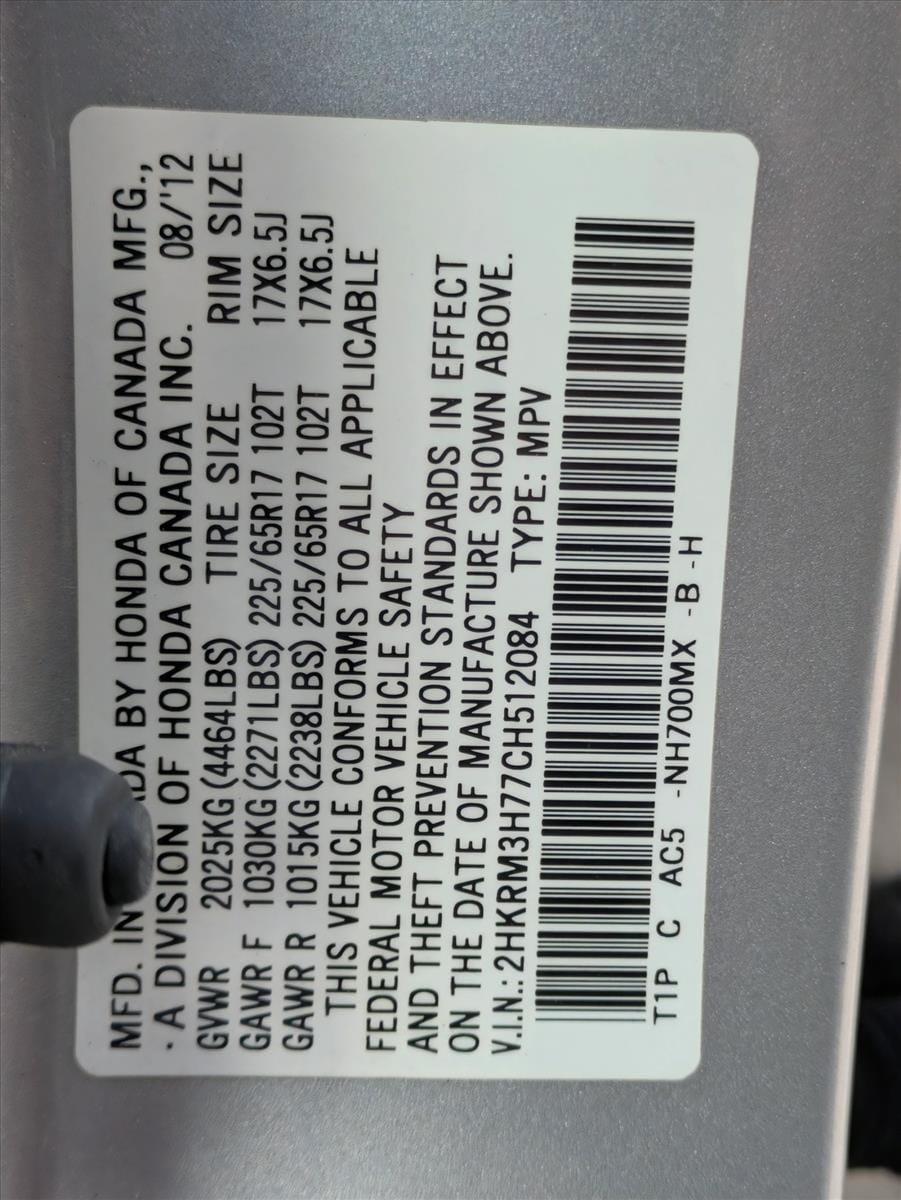 MFD. IN DA BY HONDA OF CANADA MFG.,
· A DIVISION OF HONDA CANADA INC. 08/'12
GVWR 2025KG (4464LBS) TIRE SIZE RIM SIZE
GAWR F 1030KG (2271LBS) 225/65R17 102T 17X6.5J
GAWR R 1015KG (2238LBS) 225/65R17 102T 17X6.5J
THIS VEHICLE CONFORMS TO ALL APPLICABLE
FEDERAL MOTOR VEHICLE SAFETY
AND THEFT PREVENTION STANDARDS IN EFFECT
ON THE DATE OF MANUFACTURE SHOWN ABOVE.
V.I.N.: 2HKRM3H77CH512084 TYPE: MPV
T1P C AC5 -NH700MX -B -H